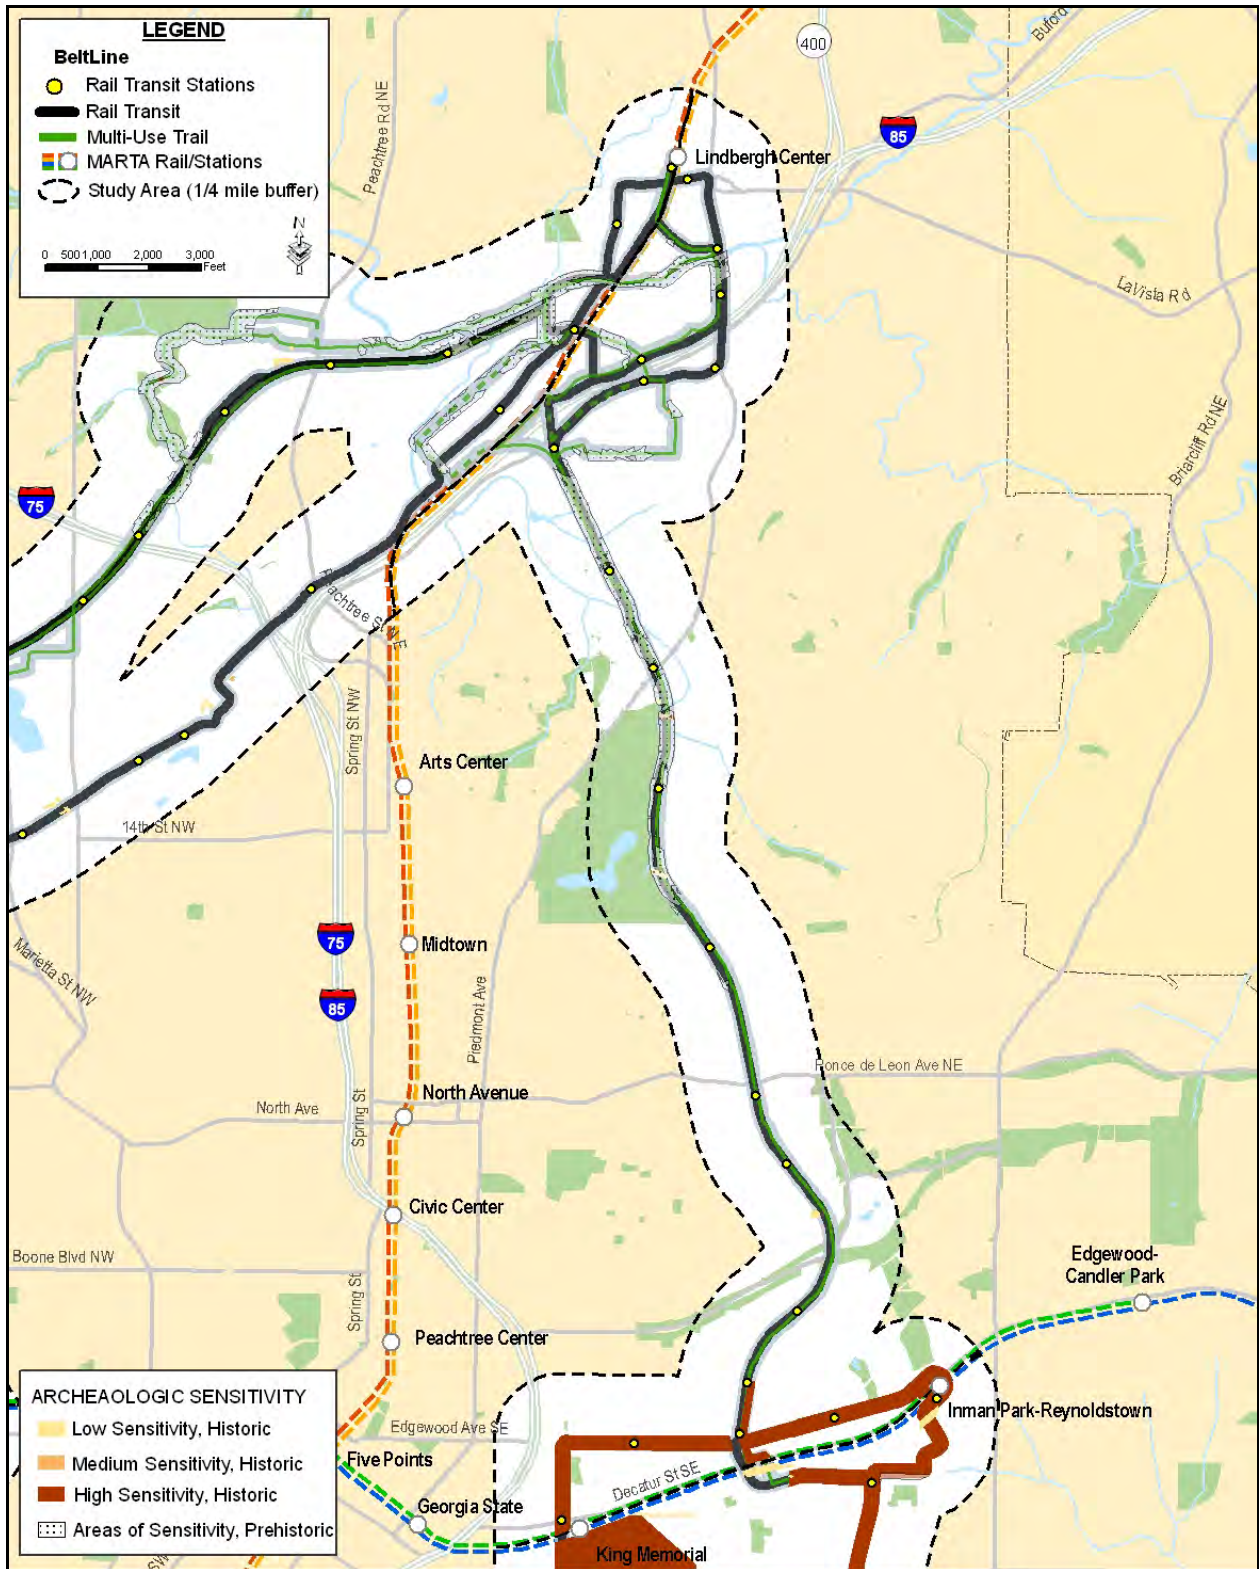 LEGEND
BeltLine
Rail Transit Stations
Rail Transit
Multi-Use Trail
MARTA Rail/Stations
Study Area (1/4 mile buffer)
N
0 500 1,000 2,000 3,000
Feet
Peachtree Rd NE
400
Buford
85
Lindbergh Center
LaVista Rd
Briarcliff Rd NE
75
Peachtree St NE
Spring St NW
Arts Center
14th St NW
75
Midtown
85
Marietta St NW
Piedmont Ave
Ponce de Leon Ave NE
North Avenue
North Ave
Spring St
Civic Center
Boone Blvd NW
Edgewood-
Candler Park
Spring St
Peachtree Center
ARCHEAOLOGIC SENSITIVITY
Low Sensitivity, Historic
Medium Sensitivity, Historic
High Sensitivity, Historic
Areas of Sensitivity, Prehistoric
Inman Park-Reynoldstown
Edgewood Ave SE
Five Points
Decatur St SE
Georgia State
King Memorial
SW